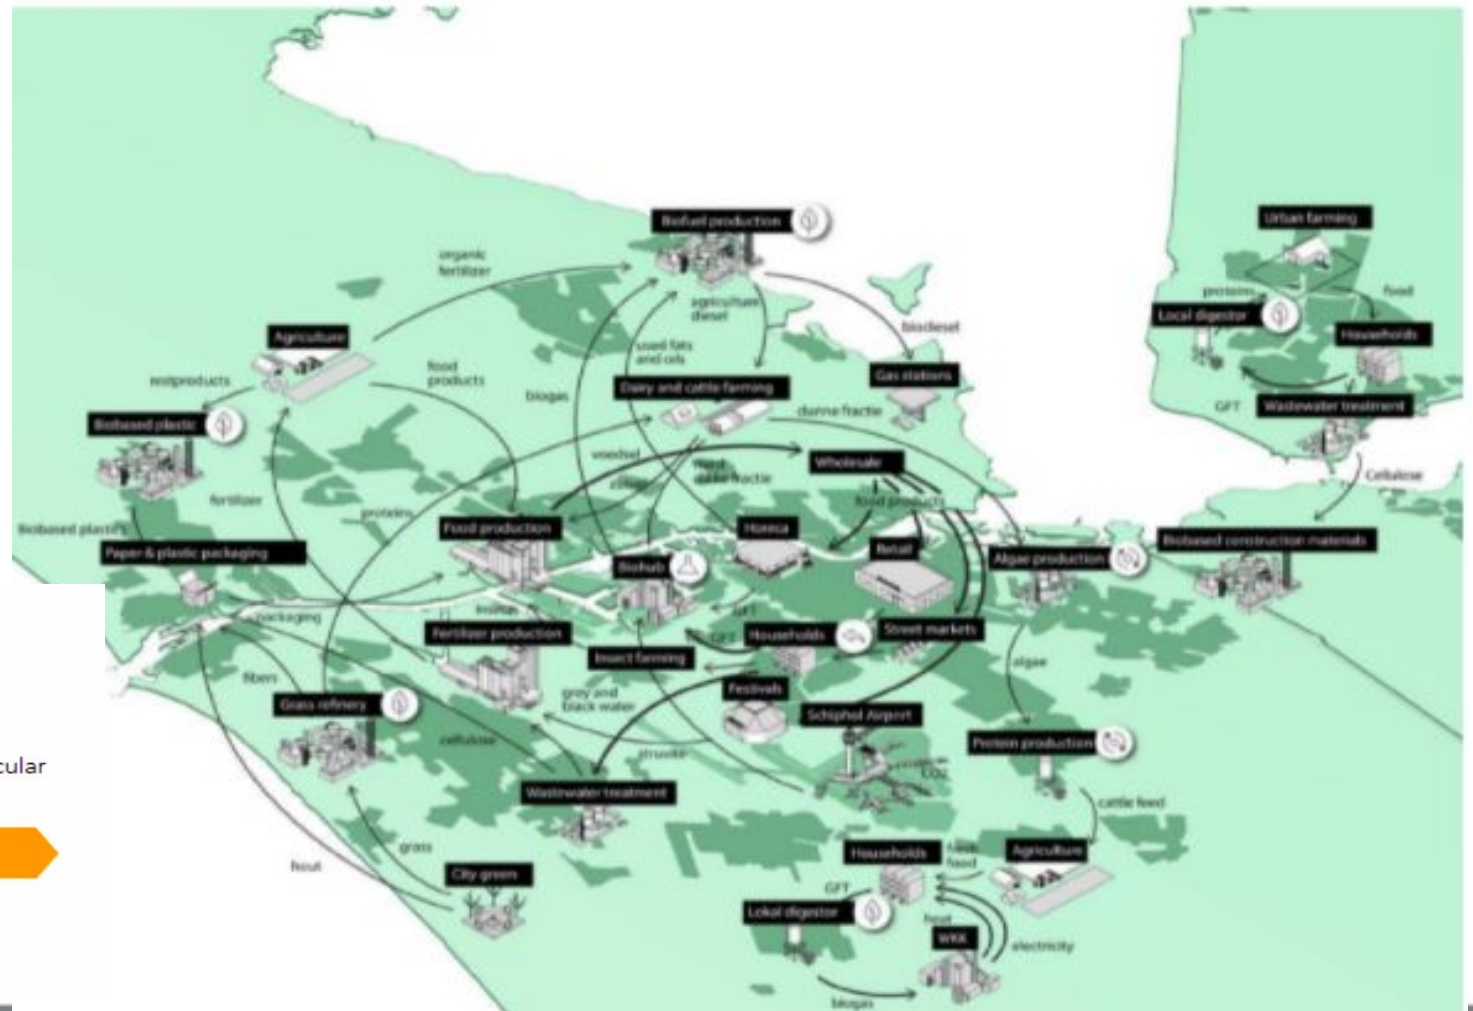 Biofuel production
Urban farming
organic
fertilizer
proteins
food
agriculture
diesel
Local digestor
biodiesel
Households
Agriculture
used fats
and oils
food
products
restproducts
Dairy and cattle farming
Gas stations
biogas
GFT
Wastewater treatment
dunne fractie
Biobased plastic
voedsel
Wholesale
Cellulose
fertilizer
food products
proteins
Biobased plastics
Food production
Horeca
Biobased construction materials
Paper & plastic packaging
Retail
Algae production
Biohub
packaging
GFT
Fertilizer production
GFT
Households
Street markets
Insect farming
algae
fibers
grey and
black water
Festivals
Grass refinery
Schiphol Airport
cellulose
struvite
Protein production
CO2
cular
Wastewater treatment
cattle feed
grass
hout
Households
fresh
food
Agriculture
City green
GFT
Lokal digestor
heat
WKK
electricity
biogas